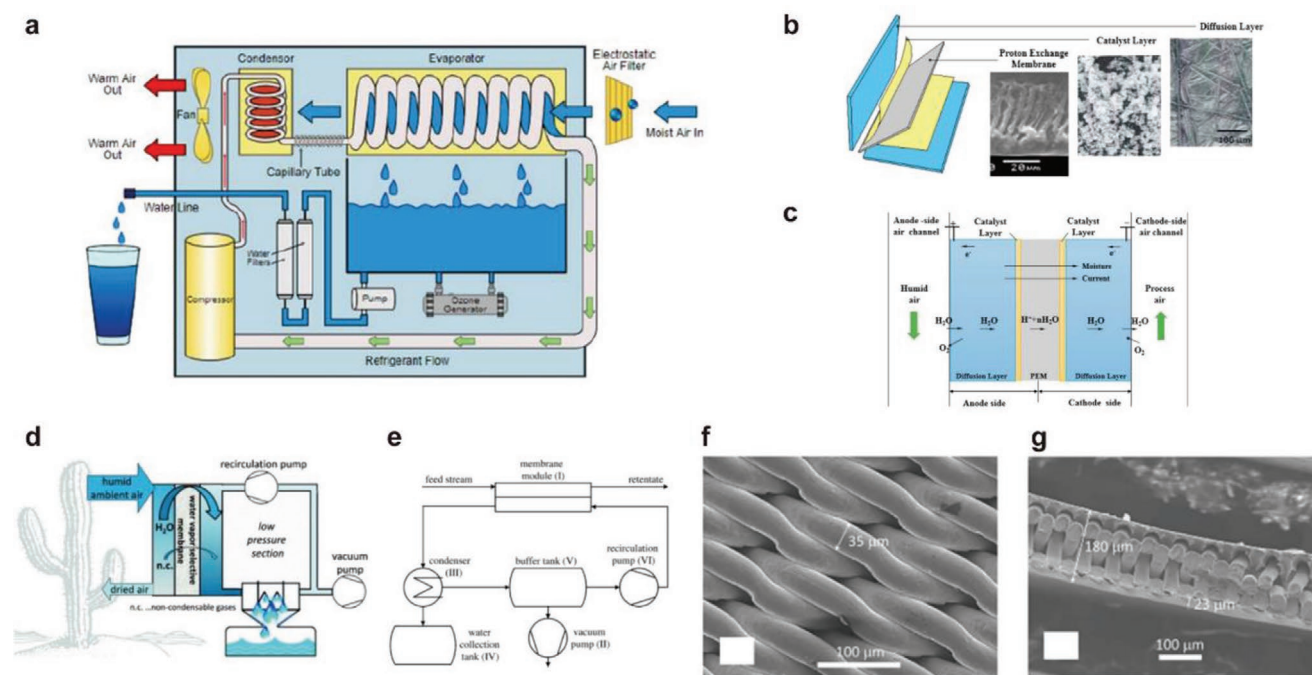 a
Condensor
Evaporator
Electrostatic
Air Filter
Warm Air
Out
Fan
Moist Air In
Warm Air
Out
Capillary Tube
Water Line
Water
Filters
Compressor
Pump
Ozone
Generator
Refrigerant Flow
b
Diffusion Layer
Catalyst Layer
Proton Exchange
Membrane
20µm
100 µm
c
Anode -side
air channel
Catalyst
Layer
Catalyst
Layer
Cathode-side
air channel
+
−
e⁻
e⁻
Moisture
Current
Humid
air
Process
air
H₂O
H₂O
H⁺+nH₂O
H₂O
H₂O
O₂
O₂
Diffusion Layer
PEM
Diffusion Layer
Anode side
Cathode side
d
recirculation pump
humid
ambient air
H₂O
water vapor selective
membrane
n.c.
low
pressure
section
vacuum
pump
dried air
n.c. ...non-condensable gases
e
membrane
module (I)
feed stream
retentate
condenser
(III)
buffer tank (V)
recirculation
pump (VI)
water
collection
tank (IV)
vacuum
pump (II)
f
35 µm
100 µm
g
180 µm
23 µm
100 µm